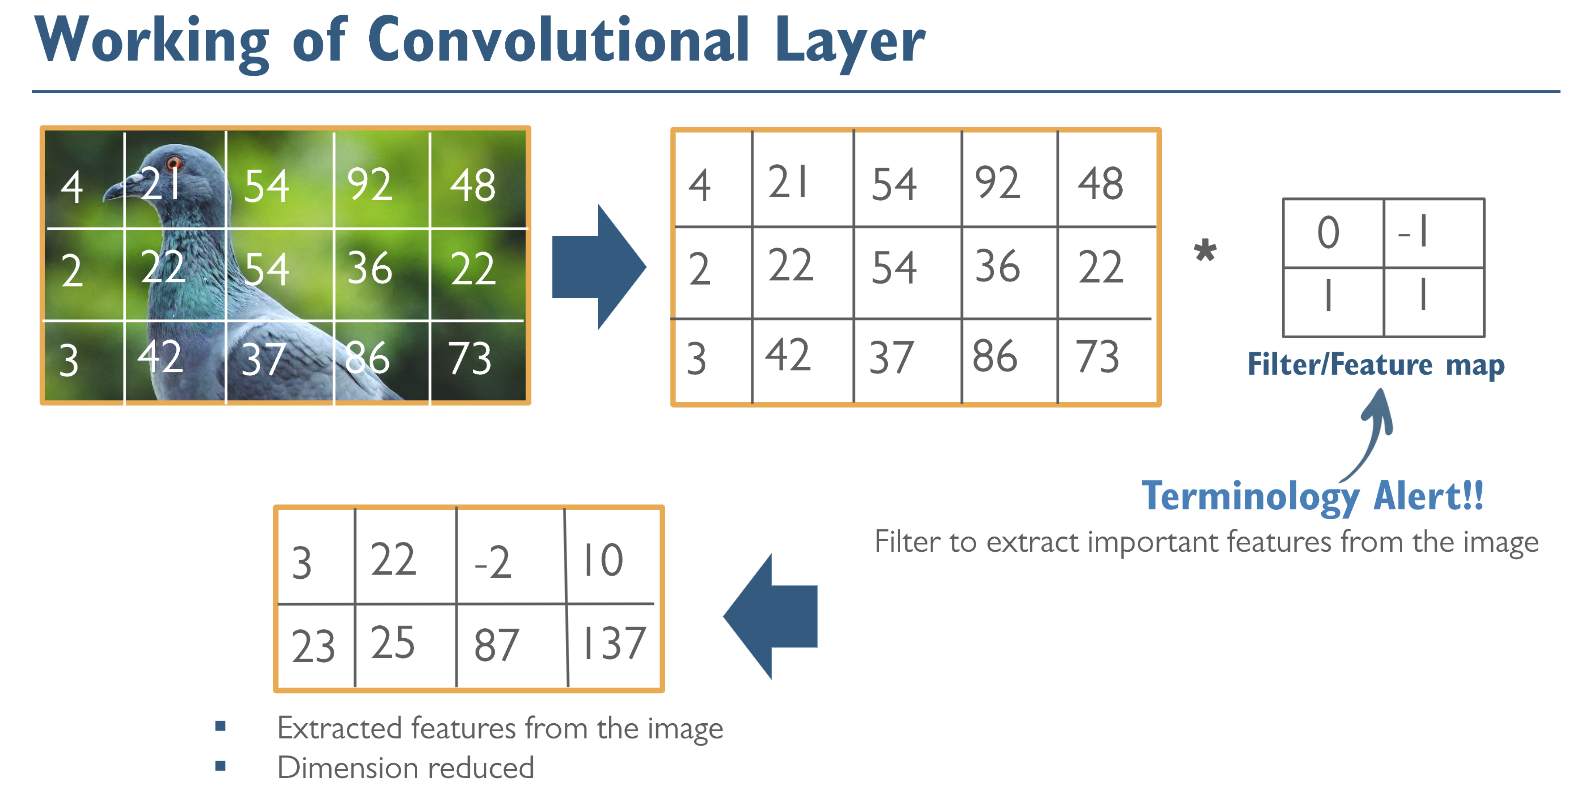 Working of Convolutional Layer
4 21 54 92 48
2 22 54 36 22
3 42 37 86 73
4 21 54 92 48
2 22 54 36 22
3 42 37 86 73
*
0 -1
1 1
Filter/Feature map
Terminology Alert!!
Filter to extract important features from the image
3 22 -2 10
23 25 87 137
▪ Extracted features from the image
▪ Dimension reduced